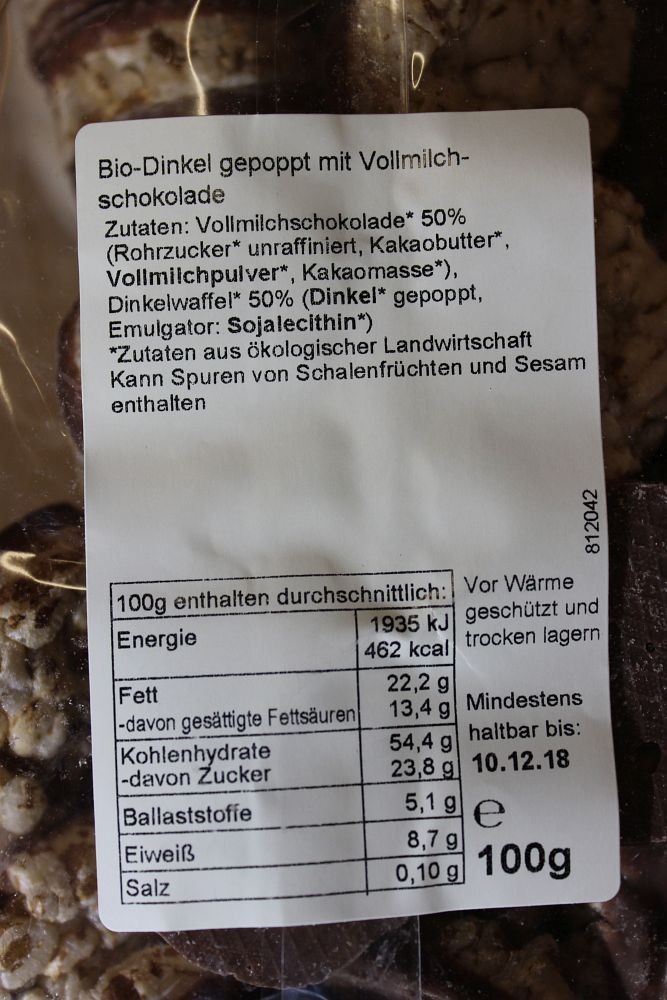 Bio-Dinkel gepoppt mit Vollmilch-
schokolade
Zutaten: Vollmilchschokolade* 50%
(Rohrzucker* unraffiniert, Kakaobutter*,
Vollmilchpulver*, Kakaomasse*),
Dinkelwaffel* 50% (Dinkel* gepoppt,
Emulgator: Sojalecithin*)
*Zutaten aus ökologischer Landwirtschaft
Kann Spuren von Schalenfrüchten und Sesam
enthalten
812042
100g enthalten durchschnittlich:
Energie 1935 kJ
462 kcal
Fett 22,2 g
-davon gesättigte Fettsäuren 13,4 g
Kohlenhydrate 54,4 g
-davon Zucker 23,8 g
Ballaststoffe 5,1 g
Eiweiß 8,7 g
Salz 0,10 g
Vor Wärme
geschützt und
trocken lagern
Mindestens
haltbar bis:
10.12.18
e
100g